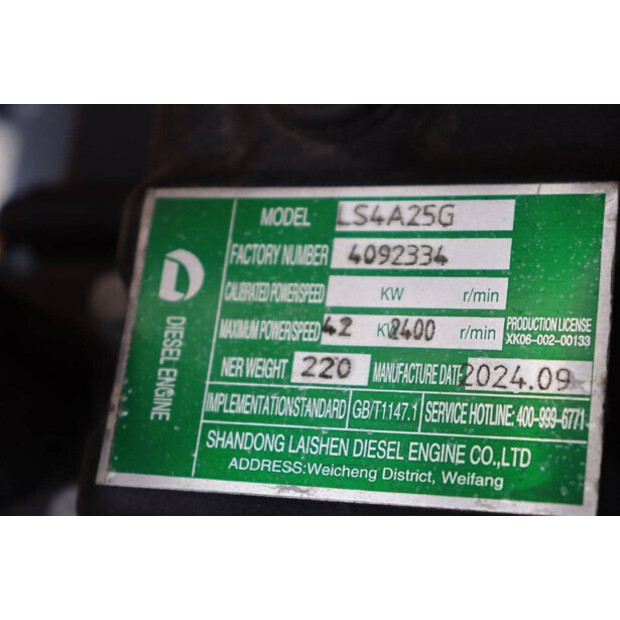 MODEL LS4A25G
FACTORY NUMBER 4092334
CALIBRATED POWER/SPEED KW r/min
MAXIMUM POWER/SPEED 42 KW 2400 r/min
PRODUCTION LICENSE
XK06-002-00133
NER WEIGHT 220 MANUFACTURE DATE 2024.09
IMPLEMENTATIONSTANDARD GB/T1147.1 SERVICE HOTLINE: 400-999-6771
SHANDONG LAISHEN DIESEL ENGINE CO.,LTD
ADDRESS:Weicheng District, Weifang
DIESEL ENGINE